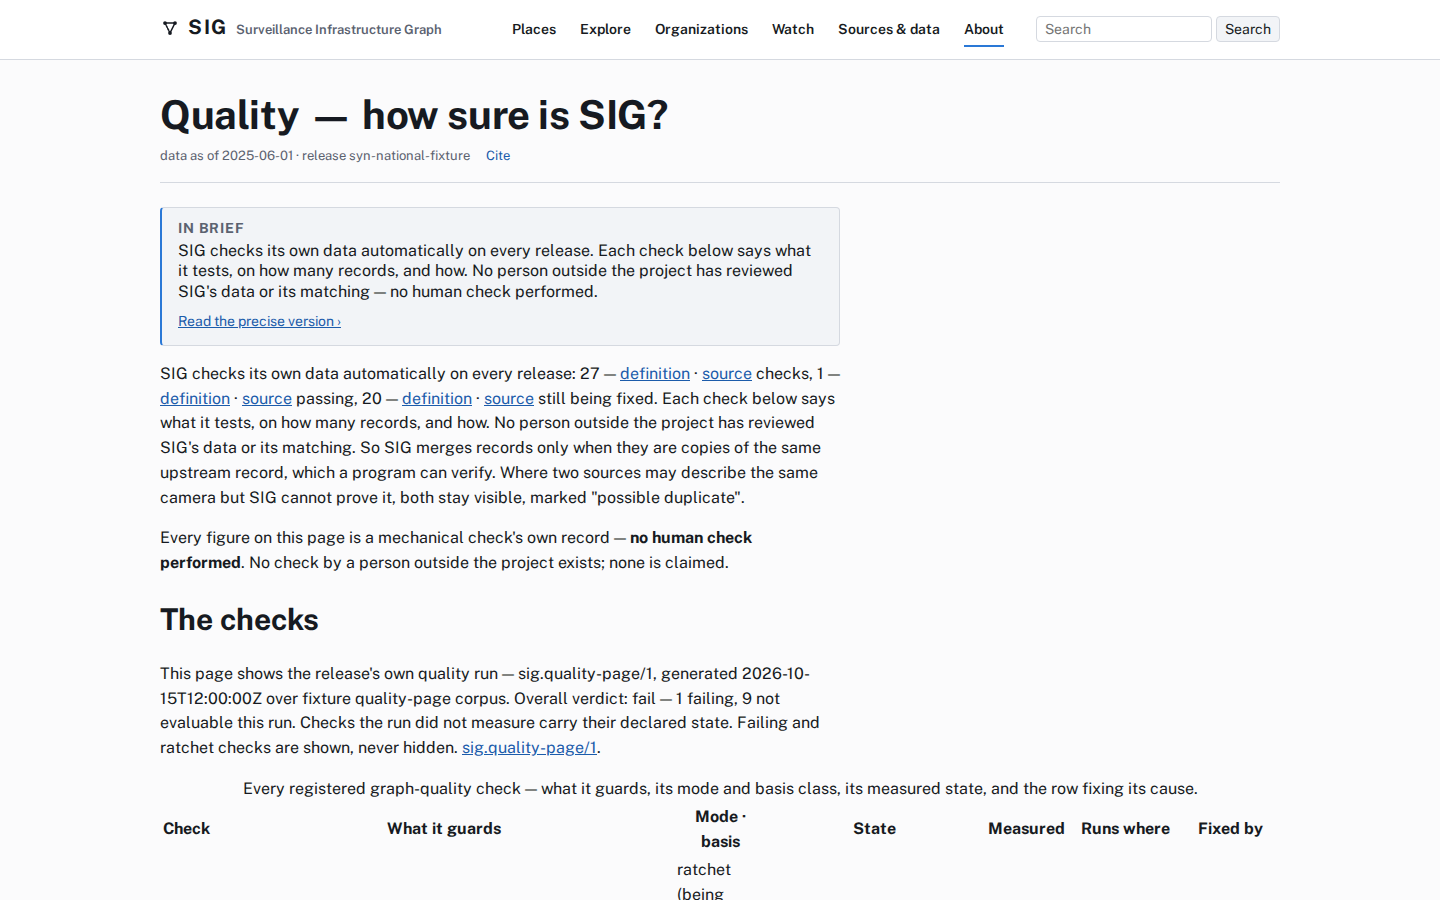 SIG Surveillance Infrastructure Graph Places Explore Organizations Watch Sources & data About Search Search
Quality — how sure is SIG?
data as of 2025-06-01 · release syn-national-fixture Cite
IN BRIEF
SIG checks its own data automatically on every release. Each check below says what
it tests, on how many records, and how. No person outside the project has reviewed
SIG's data or its matching — no human check performed.
Read the precise version ›
SIG checks its own data automatically on every release: 27 — definition · source checks, 1 —
definition · source passing, 20 — definition · source still being fixed. Each check below says
what it tests, on how many records, and how. No person outside the project has reviewed
SIG's data or its matching. So SIG merges records only when they are copies of the same
upstream record, which a program can verify. Where two sources may describe the same
camera but SIG cannot prove it, both stay visible, marked "possible duplicate".
Every figure on this page is a mechanical check's own record — no human check
performed. No check by a person outside the project exists; none is claimed.
The checks
This page shows the release's own quality run — sig.quality-page/1, generated 2026-10-
15T12:00:00Z over fixture quality-page corpus. Overall verdict: fail — 1 failing, 9 not
evaluable this run. Checks the run did not measure carry their declared state. Failing and
ratchet checks are shown, never hidden. sig.quality-page/1.
Every registered graph-quality check — what it guards, its mode and basis class, its measured state, and the row fixing its cause.
Check What it guards Mode · basis State Measured Runs where Fixed by
ratchet
(being